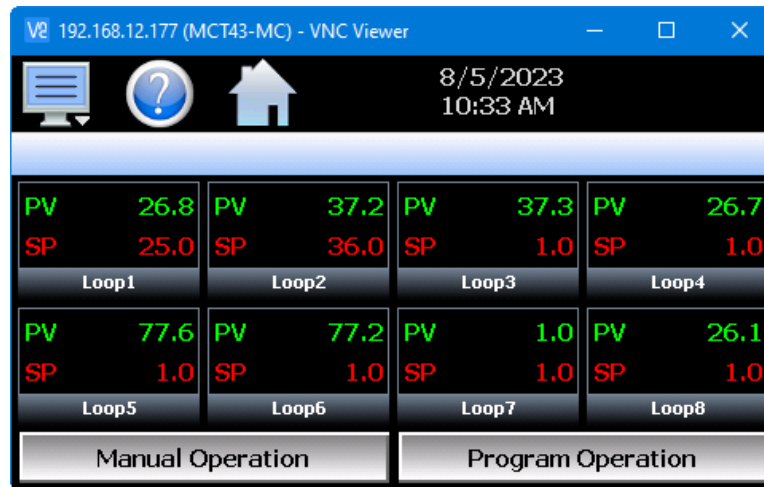 V2 192.168.12.177 (MCT43-MC) - VNC Viewer
?
8/5/2023
10:33 AM
PV 26.8 PV 37.2 PV 37.3 PV 26.7
SP 25.0 SP 36.0 SP 1.0 SP 1.0
Loop1 Loop2 Loop3 Loop4
PV 77.6 PV 77.2 PV 1.0 PV 26.1
SP 1.0 SP 1.0 SP 1.0 SP 1.0
Loop5 Loop6 Loop7 Loop8
Manual Operation Program Operation